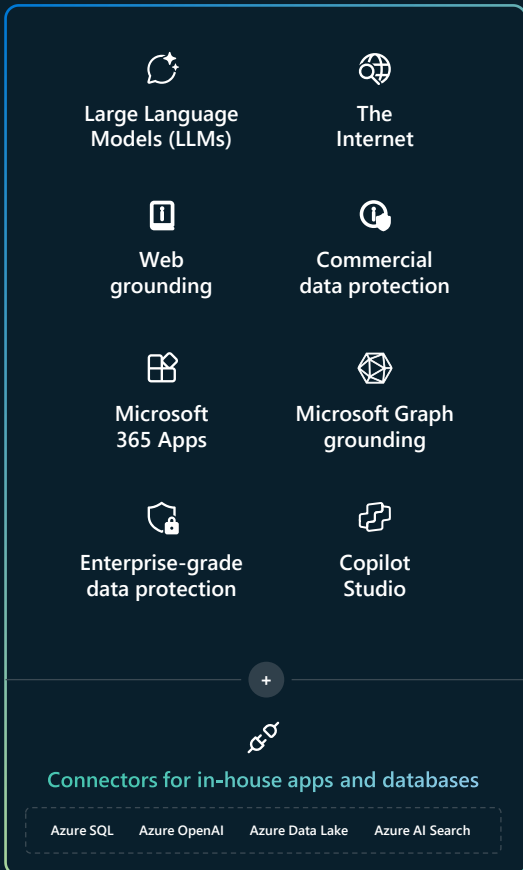 Large Language
Models (LLMs)
The
Internet
Web
grounding
Commercial
data protection
Microsoft
365 Apps
Microsoft Graph
grounding
Enterprise-grade
data protection
Copilot
Studio
+
Connectors for in-house apps and databases
Azure SQL Azure OpenAI Azure Data Lake Azure AI Search